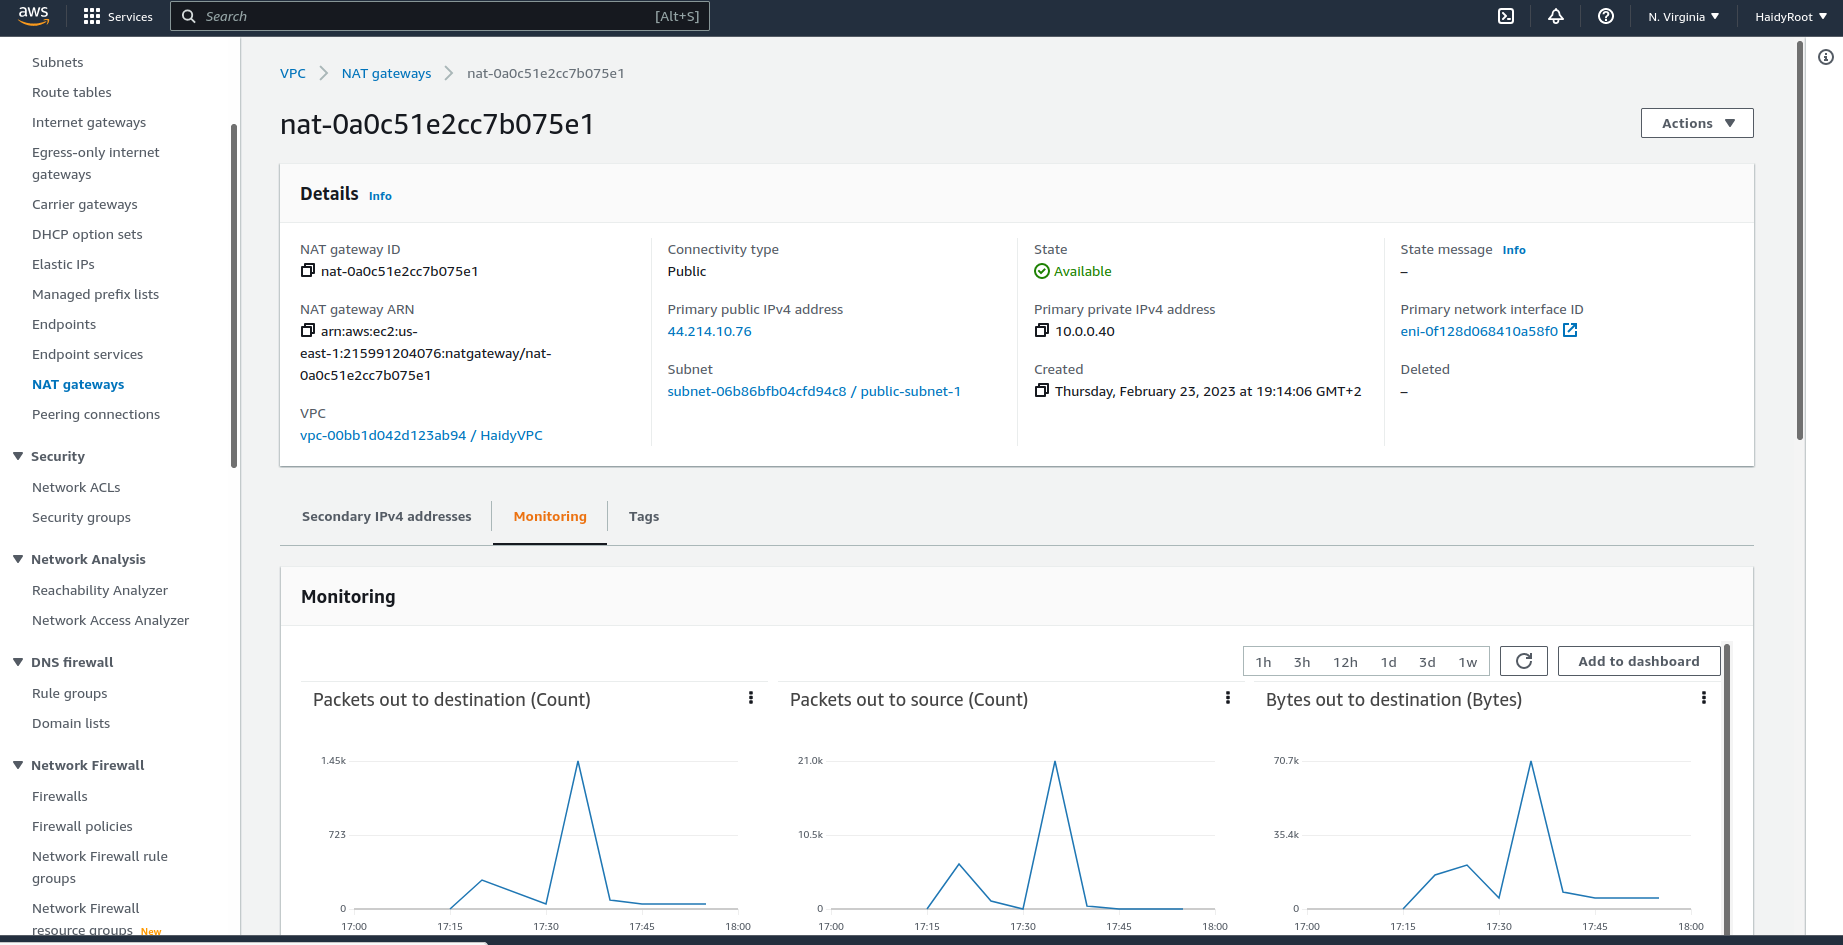 aws
Services
Search
[Alt+S]
N. Virginia
HaidyRoot
Subnets
Route tables
Internet gateways
Egress-only internet
gateways
Carrier gateways
DHCP option sets
Elastic IPs
Managed prefix lists
Endpoints
Endpoint services
NAT gateways
Peering connections
Security
Network ACLs
Security groups
Network Analysis
Reachability Analyzer
Network Access Analyzer
DNS firewall
Rule groups
Domain lists
Network Firewall
Firewalls
Firewall policies
Network Firewall rule
groups
Network Firewall
resource groups New
VPC
NAT gateways
nat-0a0c51e2cc7b075e1
nat-0a0c51e2cc7b075e1
Actions
Details Info
NAT gateway ID
nat-0a0c51e2cc7b075e1
NAT gateway ARN
arn:aws:ec2:us-
east-1:215991204076:natgateway/nat-
0a0c51e2cc7b075e1
VPC
vpc-00bb1d042d123ab94 / HaidyVPC
Connectivity type
Public
Primary public IPv4 address
44.214.10.76
Subnet
subnet-06b86bfb04cfd94c8 / public-subnet-1
State
Available
Primary private IPv4 address
10.0.0.40
Created
Thursday, February 23, 2023 at 19:14:06 GMT+2
State message Info
–
Primary network interface ID
eni-0f128d068410a58f0
Deleted
–
Secondary IPv4 addresses
Monitoring
Tags
Monitoring
1h 3h 12h 1d 3d 1w
Add to dashboard
Packets out to destination (Count)
1.45k
723
0
17:00 17:15 17:30 17:45 18:00
Packets out to source (Count)
21.0k
10.5k
0
17:00 17:15 17:30 17:45 18:00
Bytes out to destination (Bytes)
70.7k
35.4k
0
17:00 17:15 17:30 17:45 18:00